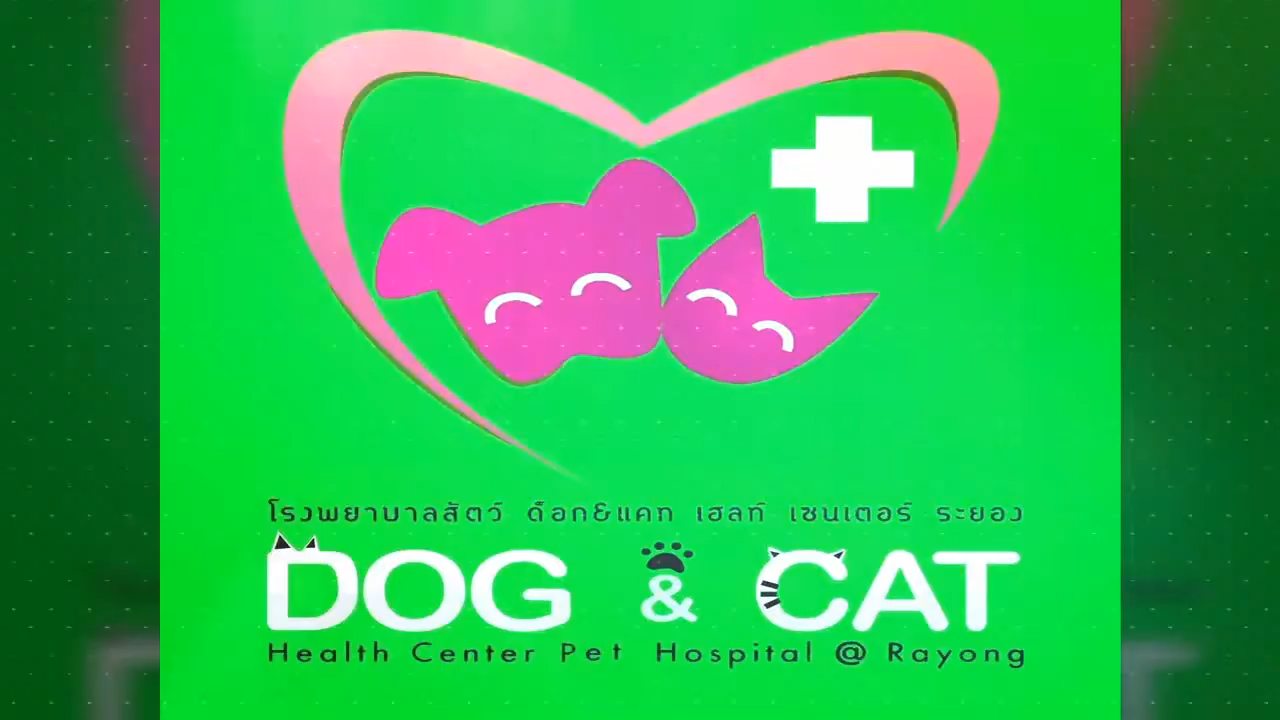 โรงพยาบาลสัตว์ ด็อก&แคท เฮลท์ เซนเตอร์ ระยอง
DOG & CAT
Health Center Pet Hospital @ Rayong